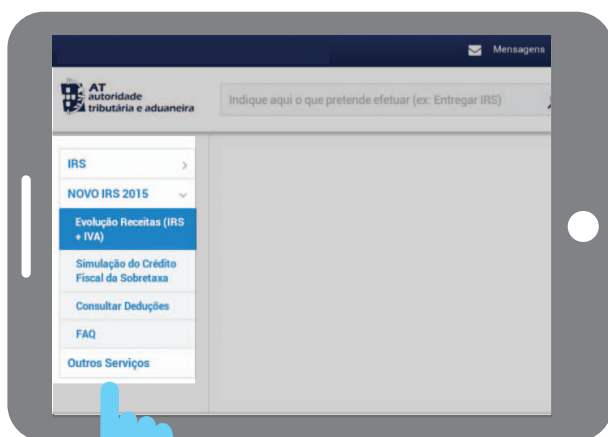 Mensagens
AT
autoridade
tributária e aduaneira
Indique aqui o que pretende efetuar (ex: Entregar IRS)
IRS
NOVO IRS 2015
Evolução Receitas (IRS
+ IVA)
Simulação do Crédito
Fiscal da Sobretaxa
Consultar Deduções
FAQ
Outros Serviços